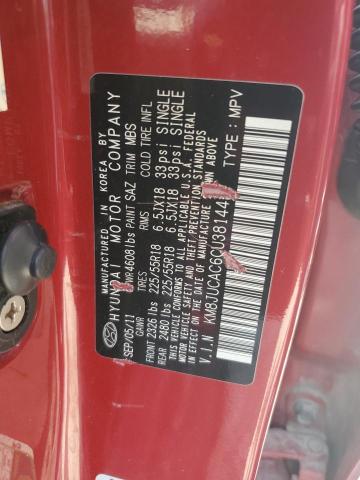 MANUFACTURED IN KOREA BY
HYUNDAI MOTOR COMPANY
SEP/05/11 GVWR4608lbs PAINT SAZ TRIM MBS
GAWR TIRES RIMS COLD TIRE INFL
FRONT 2326 lbs 225/55R18 6.5JX18 33psi SINGLE
REAR 2480 lbs 225/55R18 6.5JX18 33psi SINGLE
THIS VEHICLE CONFORMS TO ALL APPLICABLE U.S.A. FEDERAL
MOTOR VEHICLE SAFETY AND THEFT PREVENTION STANDARDS
IN EFFECT ON THE DATE OF MANUFACTURE SHOWN ABOVE
V.I.N KM8JUCAC6CU38144 TYPE : MPV